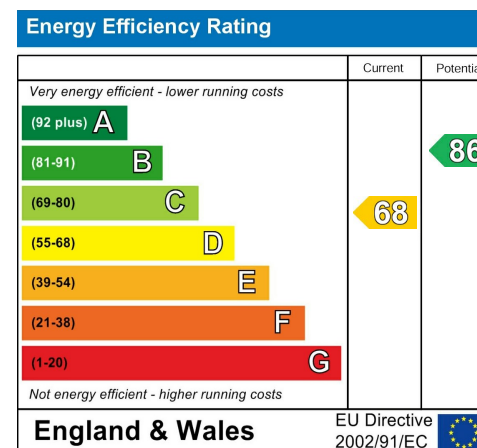 Energy Efficiency Rating
Current Potentia
Very energy efficient - lower running costs
(92 plus) A
(81-91) B
86
(69-80) C
68
(55-68) D
(39-54) E
(21-38) F
(1-20) G
Not energy efficient - higher running costs
England & Wales
EU Directive
2002/91/EC